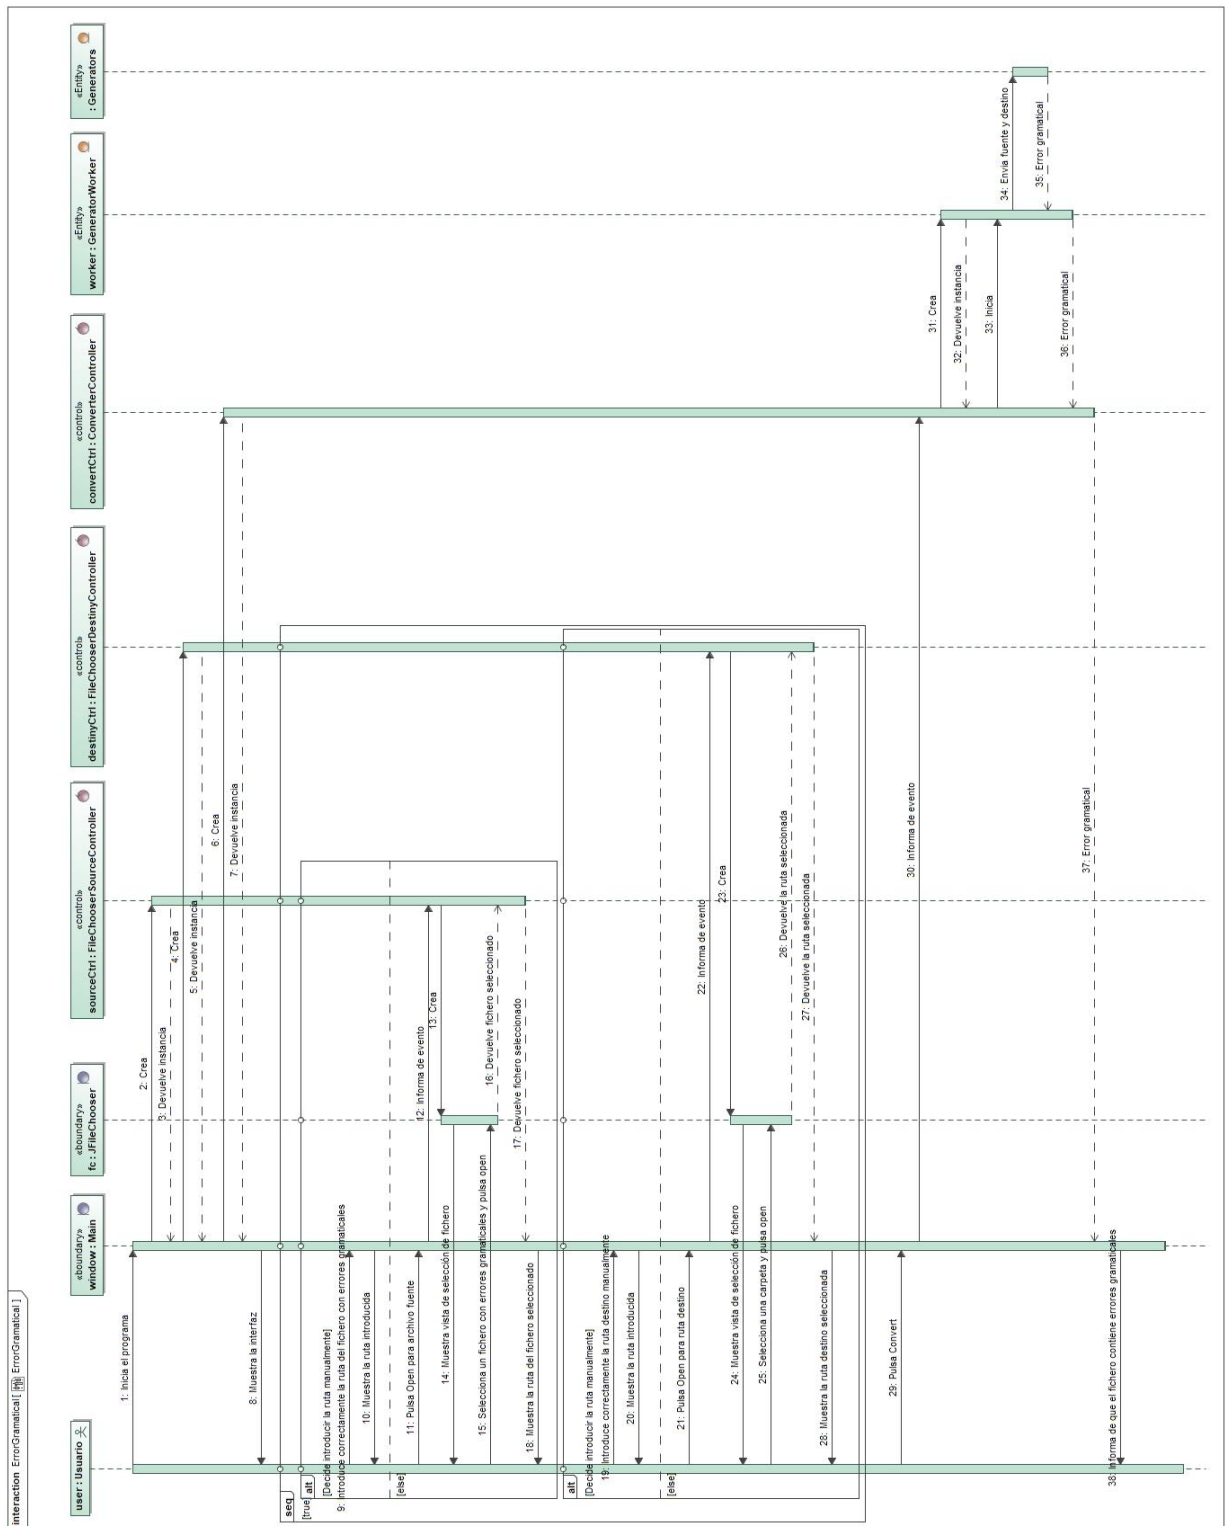 interaction ErrorGramatical[ ErrorGramatical ]
user : Usuario
«boundary»
window : Main
«boundary»
fc : JFileChooser
«control»
sourceCtrl : FileChooserSourceController
«control»
destinyCtrl : FileChooserDestinyController
«control»
convertCtrl : ConverterController
«Entity»
worker : GeneratorWorker
«Entity»
: Generators
1: Inicia el programa
2: Crea
3: Devuelve instancia
4: Crea
5: Devuelve instancia
6: Crea
7: Devuelve instancia
8: Muestra la interfaz
seq
[true]
alt
[Decide introducir la ruta manualmente]
9: Introduce correctamente la ruta del fichero con errores gramaticales
10: Muestra la ruta introducida
[else]
11: Pulsa Open para archivo fuente
12: Informa de evento
13: Crea
14: Muestra vista de selección de fichero
15: Selecciona un fichero con errores gramaticales y pulsa open
16: Devuelve fichero seleccionado
17: Devuelve fichero seleccionado
18: Muestra la ruta del fichero seleccionado
alt
[Decide introducir la ruta manualmente]
19: Introduce correctamente la ruta destino manualmente
20: Muestra la ruta introducida
[else]
21: Pulsa Open para ruta destino
22: Informa de evento
23: Crea
24: Muestra vista de selección de fichero
25: Selecciona una carpeta y pulsa open
26: Devuelve la ruta seleccionada
27: Devuelve la ruta seleccionada
28: Muestra la ruta destino seleccionada
29: Pulsa Convert
30: Informa de evento
31: Crea
32: Devuelve instancia
33: Inicia
34: Envia fuente y destino
35: Error gramatical
36: Error gramatical
37: Error gramatical
38: Informa de que el fichero contiene errores gramaticales